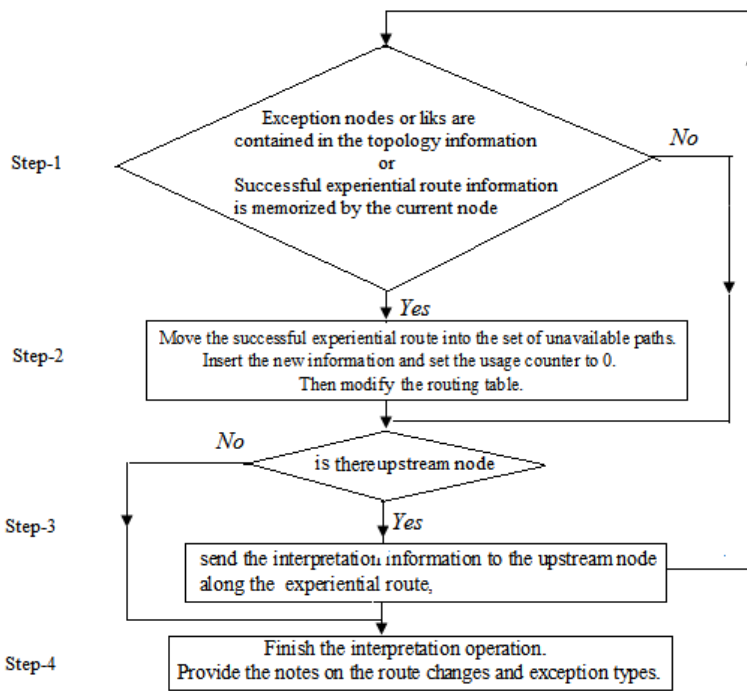 Exception nodes or liks are
contained in the topology information
or
Successful experiential route information
is memorized by the current node
No
Step-1
Yes
Move the successful experiential route into the set of unavailable paths.
Insert the new information and set the usage counter to 0.
Then modify the routing table.
Step-2
No
is there upstream node
Yes
Step-3
send the interpretation information to the upstream node
along the experiential route,
Finish the interpretation operation.
Provide the notes on the route changes and exception types.
Step-4